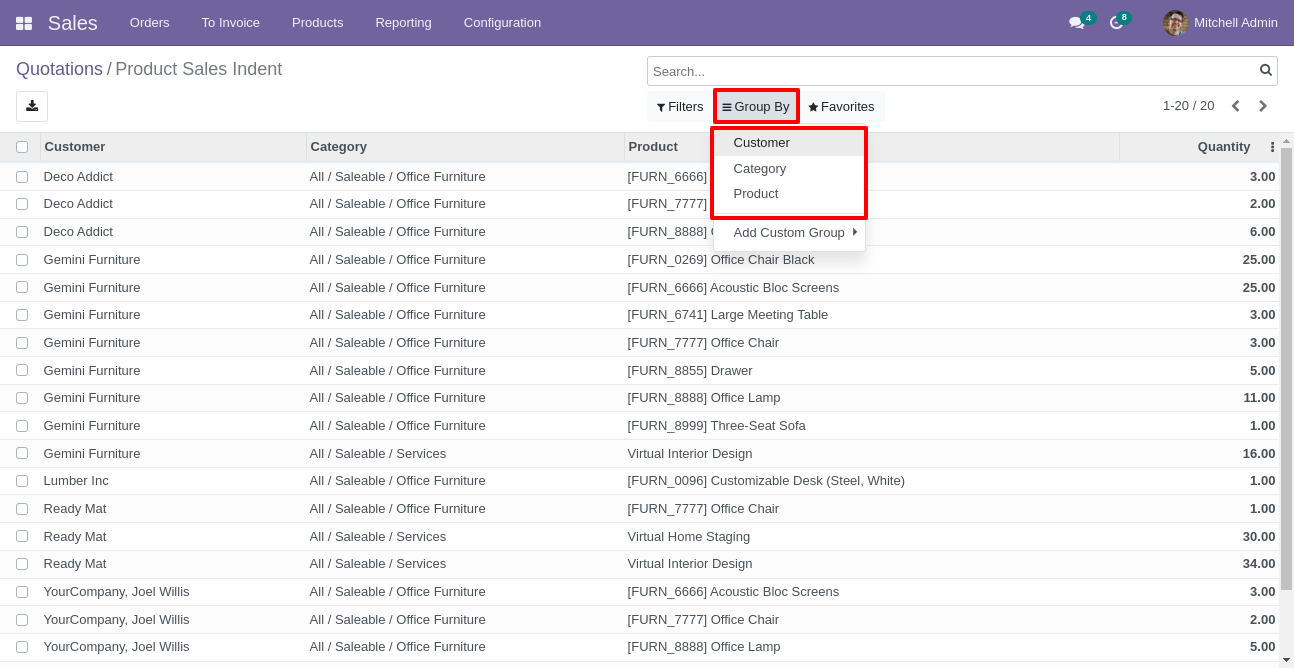 Sales Orders To Invoice Products Reporting Configuration 4 8 Mitchell Admin
Quotations / Product Sales Indent
Search...
Filters Group By Favorites 1-20 / 20
Customer
Category
Product
Add Custom Group
Customer Category Product Quantity
Deco Addict All / Saleable / Office Furniture [FURN_6666] 3.00
Deco Addict All / Saleable / Office Furniture [FURN_7777] 2.00
Deco Addict All / Saleable / Office Furniture [FURN_8888] 6.00
Gemini Furniture All / Saleable / Office Furniture [FURN_0269] Office Chair Black 25.00
Gemini Furniture All / Saleable / Office Furniture [FURN_6666] Acoustic Bloc Screens 25.00
Gemini Furniture All / Saleable / Office Furniture [FURN_6741] Large Meeting Table 3.00
Gemini Furniture All / Saleable / Office Furniture [FURN_7777] Office Chair 3.00
Gemini Furniture All / Saleable / Office Furniture [FURN_8855] Drawer 5.00
Gemini Furniture All / Saleable / Office Furniture [FURN_8888] Office Lamp 11.00
Gemini Furniture All / Saleable / Office Furniture [FURN_8999] Three-Seat Sofa 1.00
Gemini Furniture All / Saleable / Services Virtual Interior Design 16.00
Lumber Inc All / Saleable / Office Furniture [FURN_0096] Customizable Desk (Steel, White) 1.00
Ready Mat All / Saleable / Office Furniture [FURN_7777] Office Chair 1.00
Ready Mat All / Saleable / Services Virtual Home Staging 30.00
Ready Mat All / Saleable / Services Virtual Interior Design 34.00
YourCompany, Joel Willis All / Saleable / Office Furniture [FURN_6666] Acoustic Bloc Screens 3.00
YourCompany, Joel Willis All / Saleable / Office Furniture [FURN_7777] Office Chair 2.00
YourCompany, Joel Willis All / Saleable / Office Furniture [FURN_8888] Office Lamp 5.00